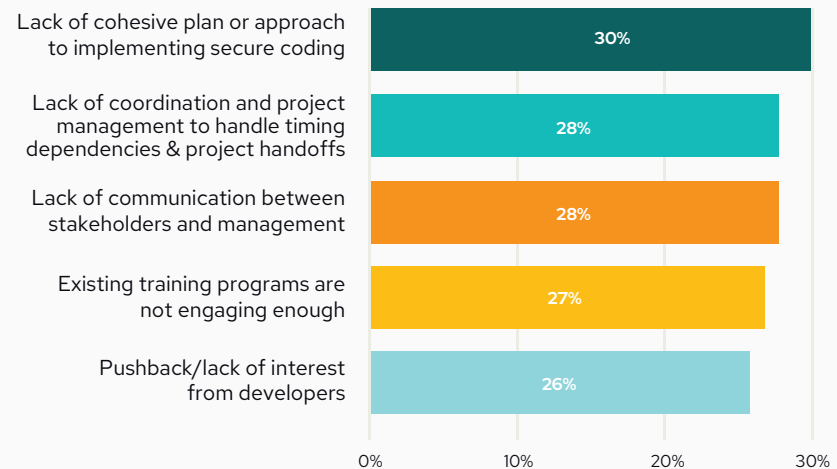 Lack of cohesive plan or approach
to implementing secure coding
30%
Lack of coordination and project
management to handle timing
dependencies & project handoffs
28%
Lack of communication between
stakeholders and management
28%
Existing training programs are
not engaging enough
27%
Pushback/lack of interest
from developers
26%
0% 10% 20% 30%